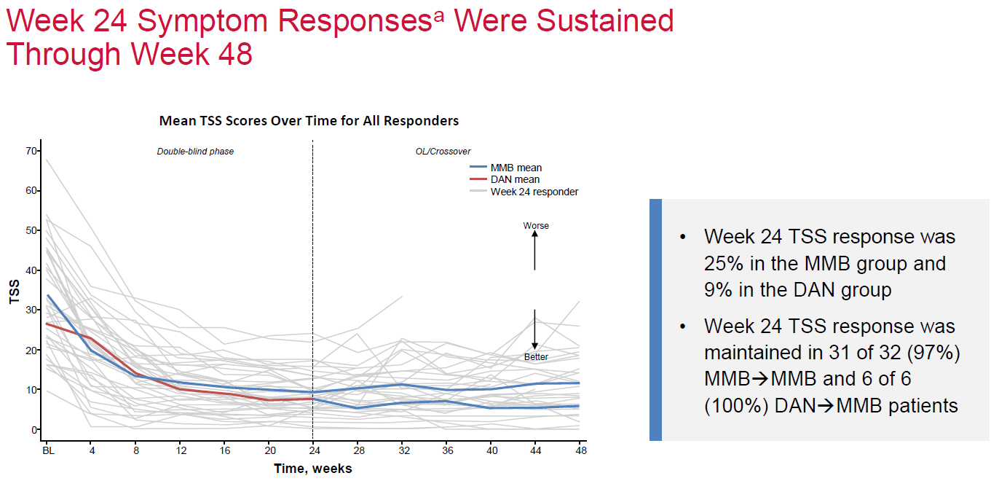 Week 24 Symptom Responsesᵃ Were Sustained
Through Week 48
Mean TSS Scores Over Time for All Responders
Double-blind phase
OL/Crossover
MMB mean
DAN mean
Week 24 responder
Worse
Better
TSS
70
60
50
40
30
20
10
0
BL 4 8 12 16 20 24 28 32 36 40 44 48
Time, weeks
• Week 24 TSS response was
25% in the MMB group and
9% in the DAN group
• Week 24 TSS response was
maintained in 31 of 32 (97%)
MMB→MMB and 6 of 6
(100%) DAN→MMB patients